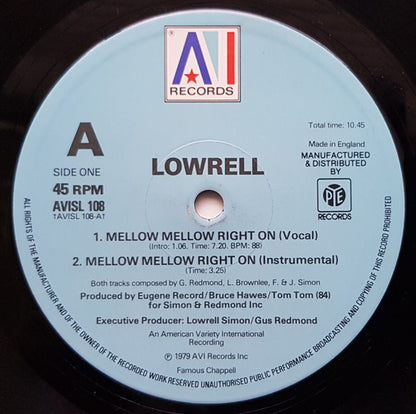 AVI
®
RECORDS
Total time: 10.45
Made in England
MANUFACTURED
& DISTRIBUTED
BY
PYE
RECORDS
A
SIDE ONE
45 RPM
AVISL 108
†AVISL 108-A†
LOWRELL
1. MELLOW MELLOW RIGHT ON (Vocal)
(Intro: 1.06. Time: 7.20. BPM: 88)
2. MELLOW MELLOW RIGHT ON (Instrumental)
(Time: 3.25)
Both tracks composed by G. Redmond, L. Brownlee, F. & J. Simon
Produced by Eugene Record/Bruce Hawes/Tom Tom (84)
for Simon & Redmond Inc
Executive Producer: Lowrell Simon/Gus Redmond
An American Variety International
Recording
℗ 1979 AVI Records Inc
Famous Chappell
ALL RIGHTS OF THE MANUFACTURER AND OF THE OWNER OF THE RECORDED WORK RESERVED UNAUTHORISED PUBLIC PERFORMANCE BROADCASTING AND COPYING OF THIS RECORD PROHIBITED